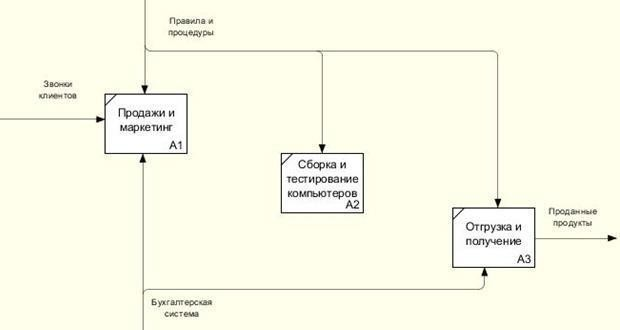 Правила и
процедуры
Звонки
клиентов
Продажи и
маркетинг
A1
Сборка и
тестирование
компьютеров
A2
Отгрузка и
получение
A3
Проданные
продукты
Бухгалтерская
система